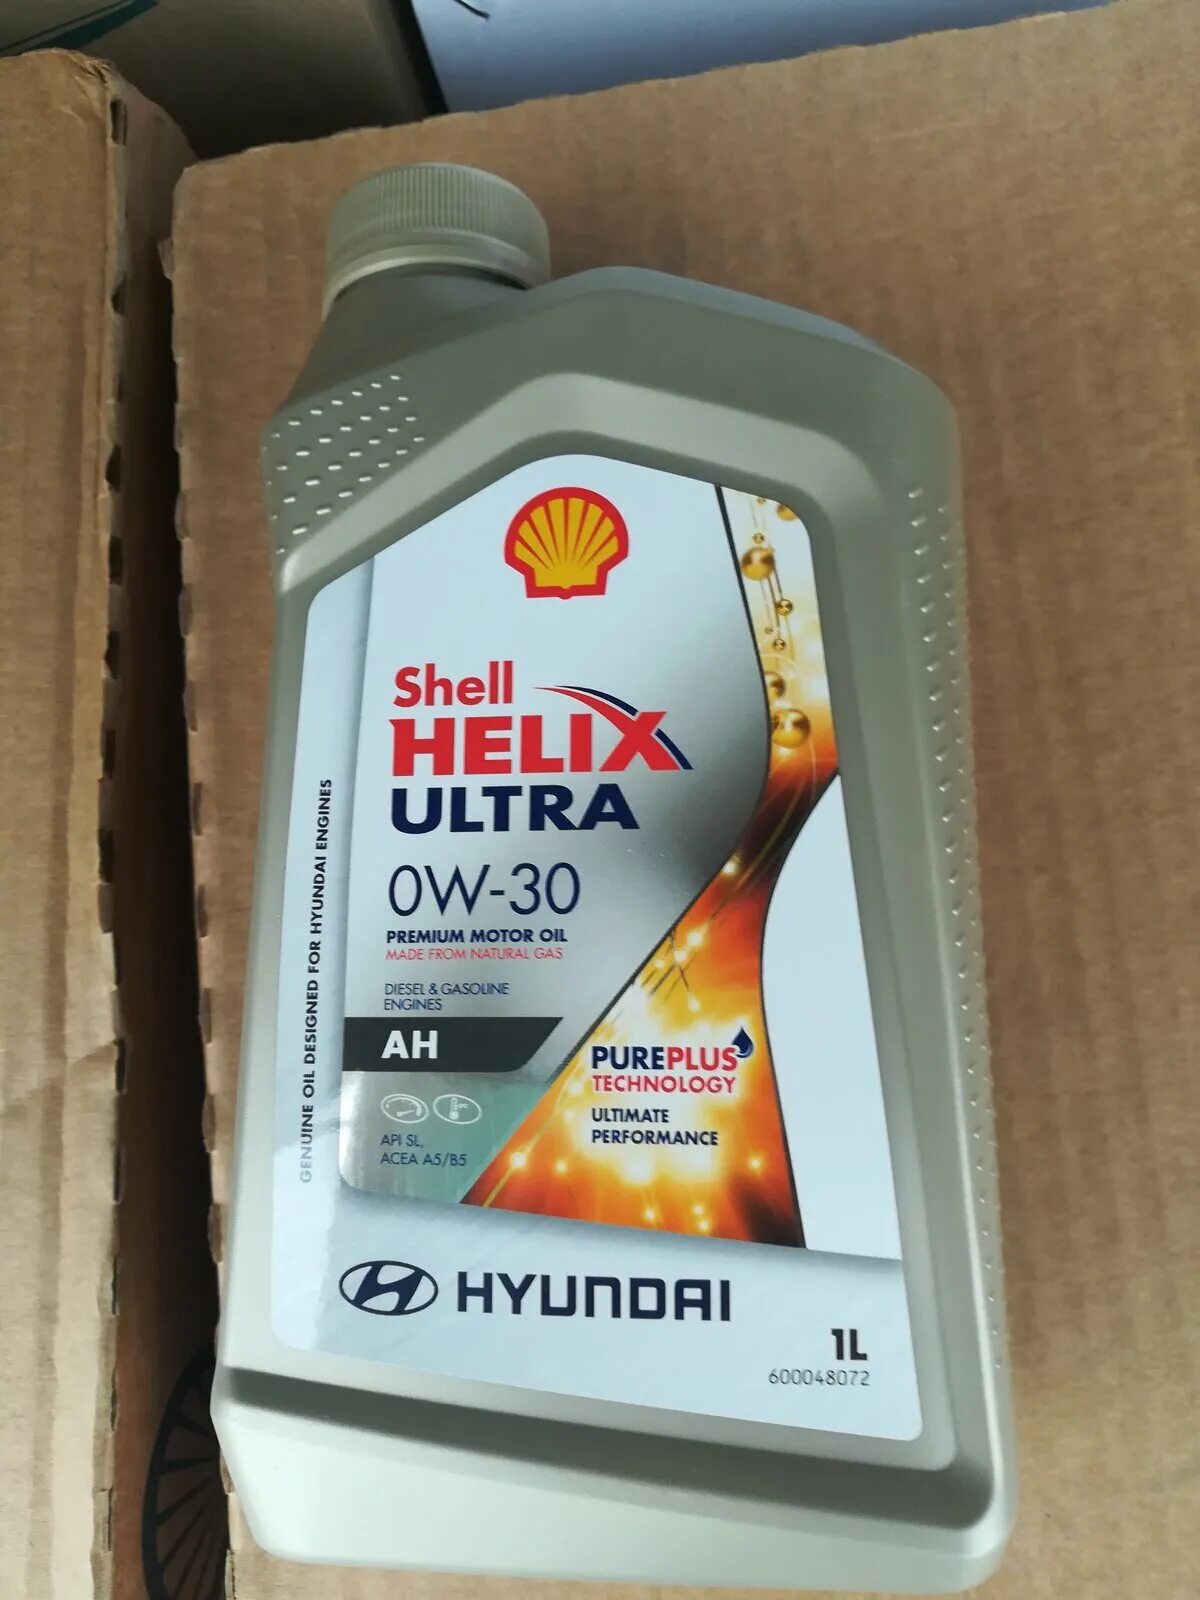 Shell
HELIX
ULTRA
0W-30
PREMIUM MOTOR OIL
MADE FROM NATURAL GAS
DIESEL & GASOLINE
ENGINES
AH
API SL,
ACEA A5/B5
PUREPLUS
TECHNOLOGY
ULTIMATE
PERFORMANCE
GENUINE OIL DESIGNED FOR HYUNDAI ENGINES
HYUNDAI
1L
600048072